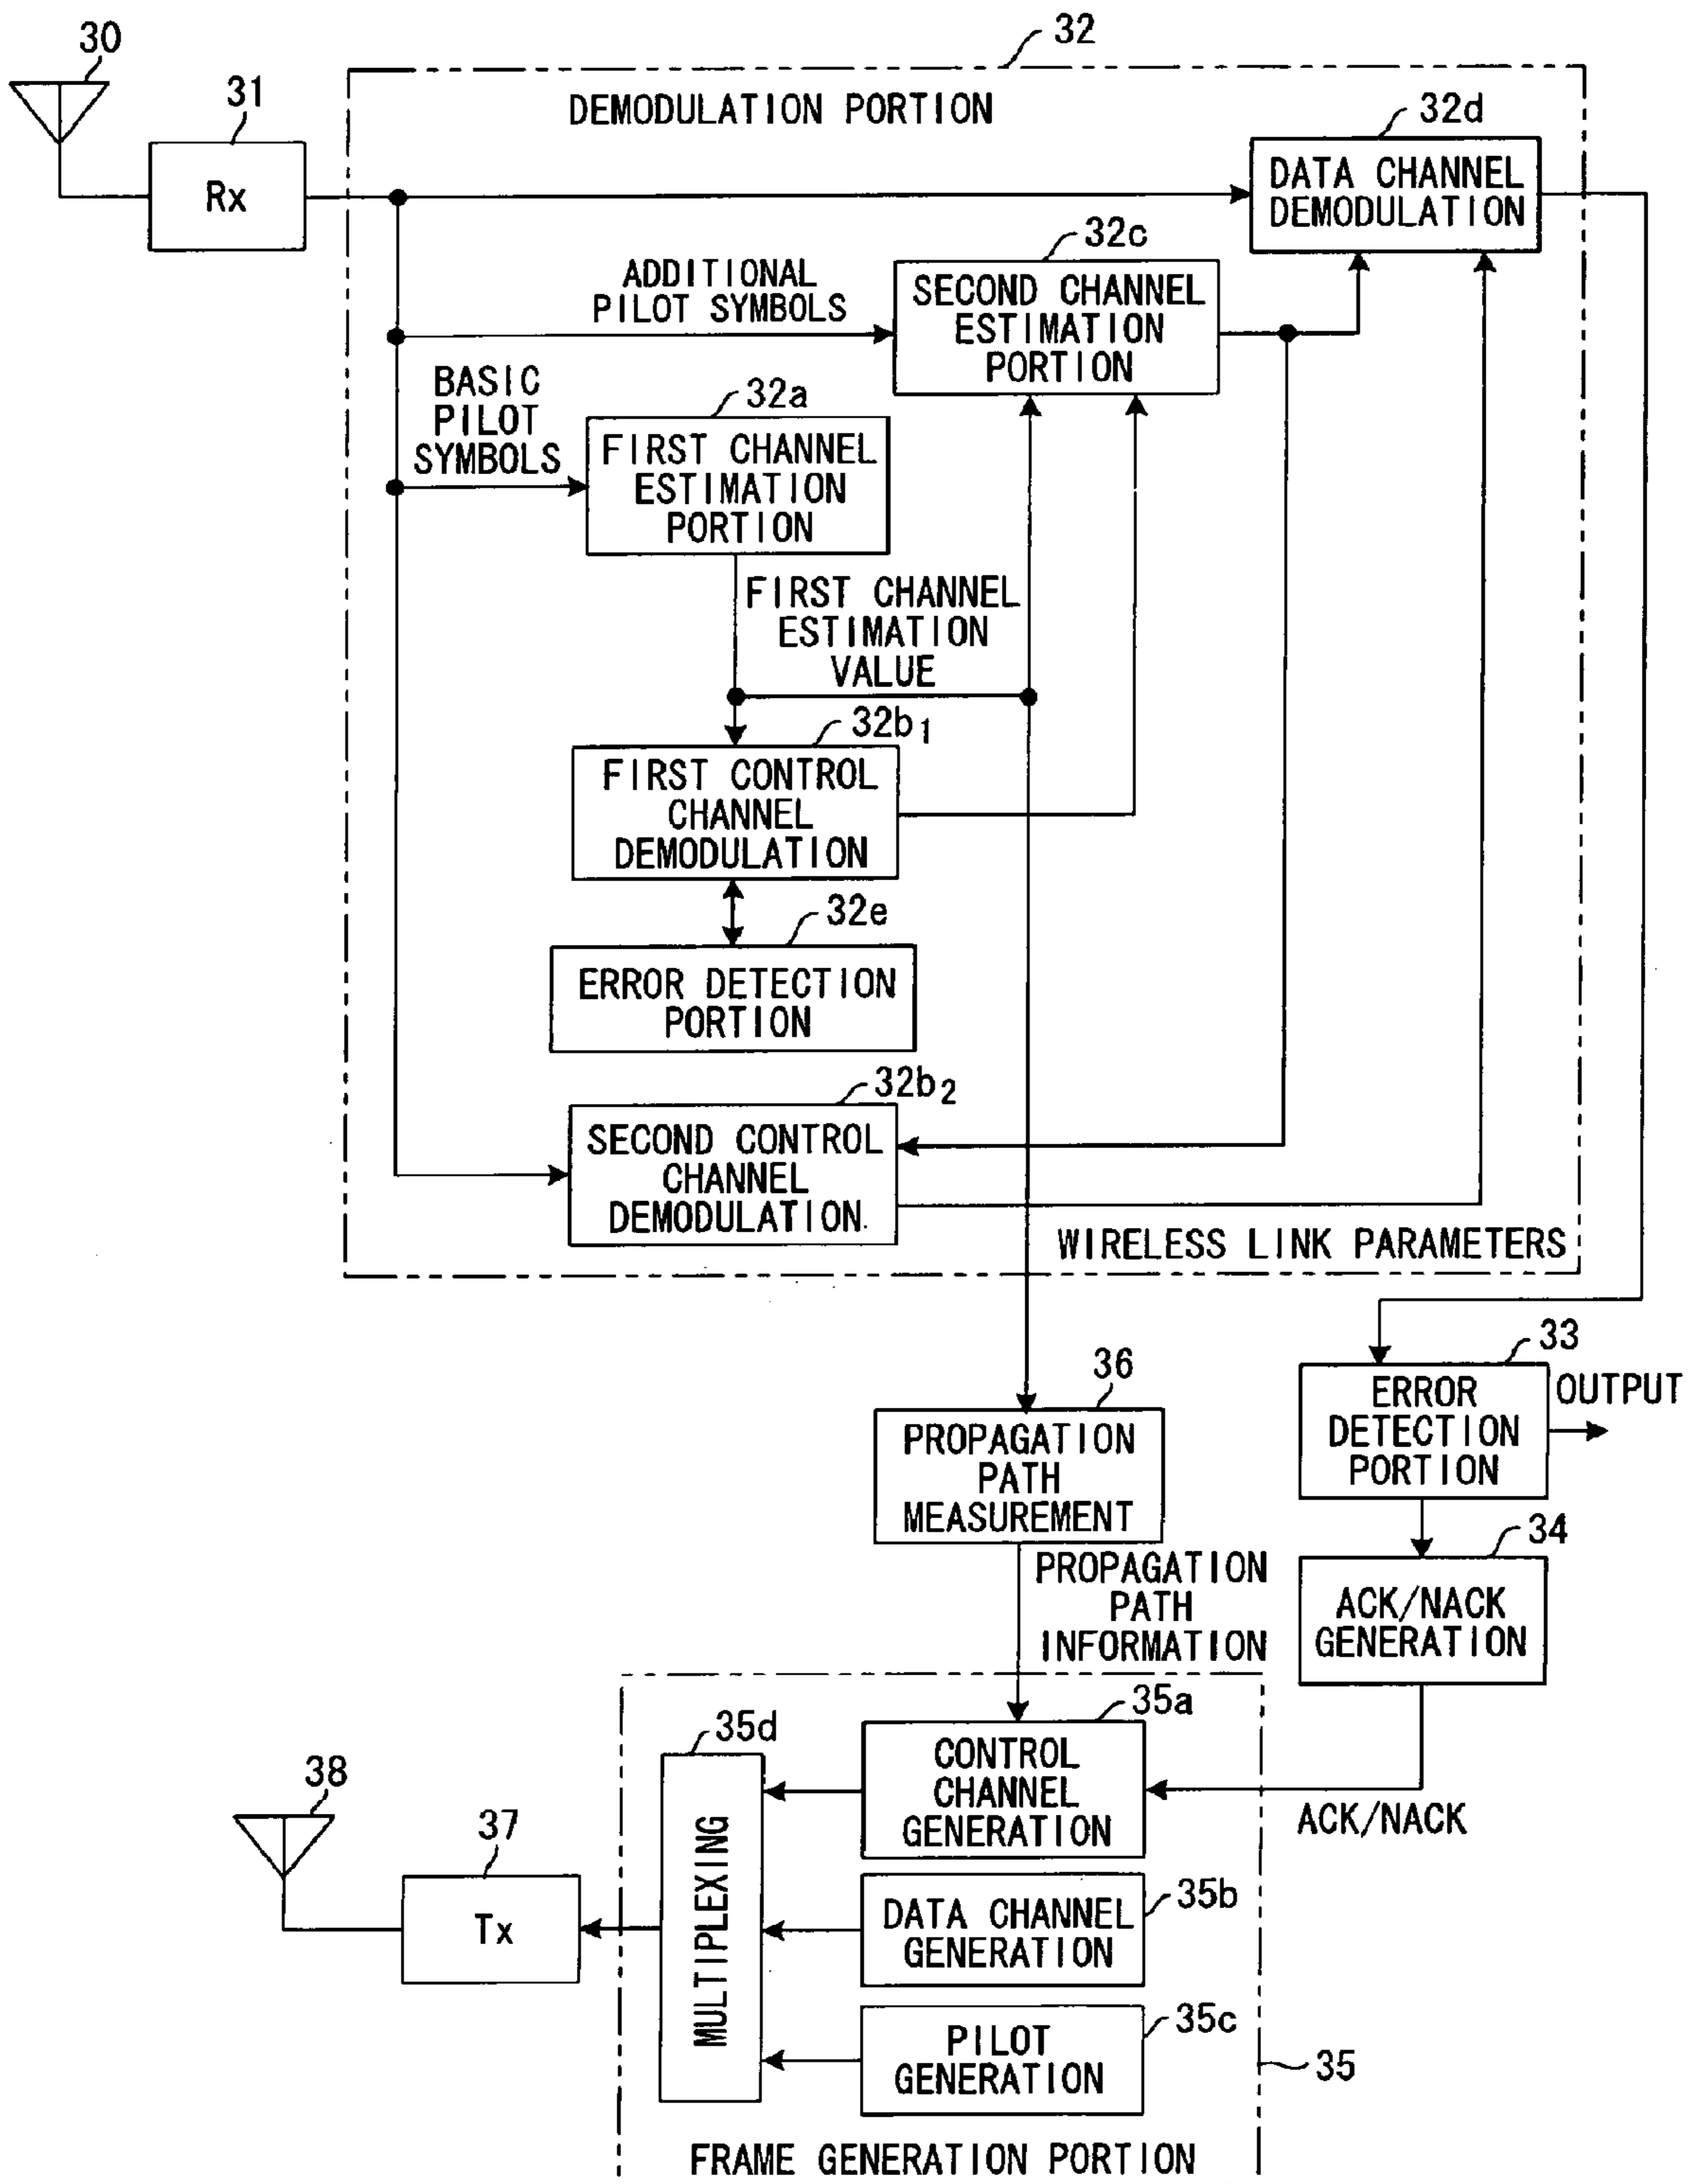 30
31
Rx
32
DEMODULATION PORTION
32d
DATA CHANNEL
DEMODULATION
32c
ADDITIONAL
PILOT SYMBOLS
SECOND CHANNEL
ESTIMATION
PORTION
BASIC
PILOT
SYMBOLS
32a
FIRST CHANNEL
ESTIMATION
PORTION
FIRST CHANNEL
ESTIMATION
VALUE
32b1
FIRST CONTROL
CHANNEL
DEMODULATION
32e
ERROR DETECTION
PORTION
32b2
SECOND CONTROL
CHANNEL
DEMODULATION
WIRELESS LINK PARAMETERS
33
ERROR
DETECTION
PORTION
OUTPUT
36
PROPAGATION
PATH
MEASUREMENT
34
ACK/NACK
GENERATION
PROPAGATION
PATH
INFORMATION
35a
CONTROL
CHANNEL
GENERATION
ACK/NACK
35d
MULTIPLEXING
38
37
Tx
35b
DATA CHANNEL
GENERATION
35c
PILOT
GENERATION
35
FRAME GENERATION PORTION